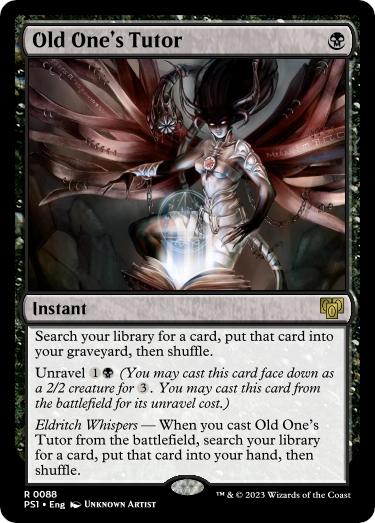 Old One's Tutor
Instant
Search your library for a card, put that card into
your graveyard, then shuffle.
Unravel 1 (You may cast this card face down as
a 2/2 creature for 3. You may cast this card from
the battlefield for its unravel cost.)
Eldritch Whispers — When you cast Old One's
Tutor from the battlefield, search your library
for a card, put that card into your hand, then
shuffle.
R 0088
PS1 • Eng Unknown Artist
™ & © 2023 Wizards of the Coast